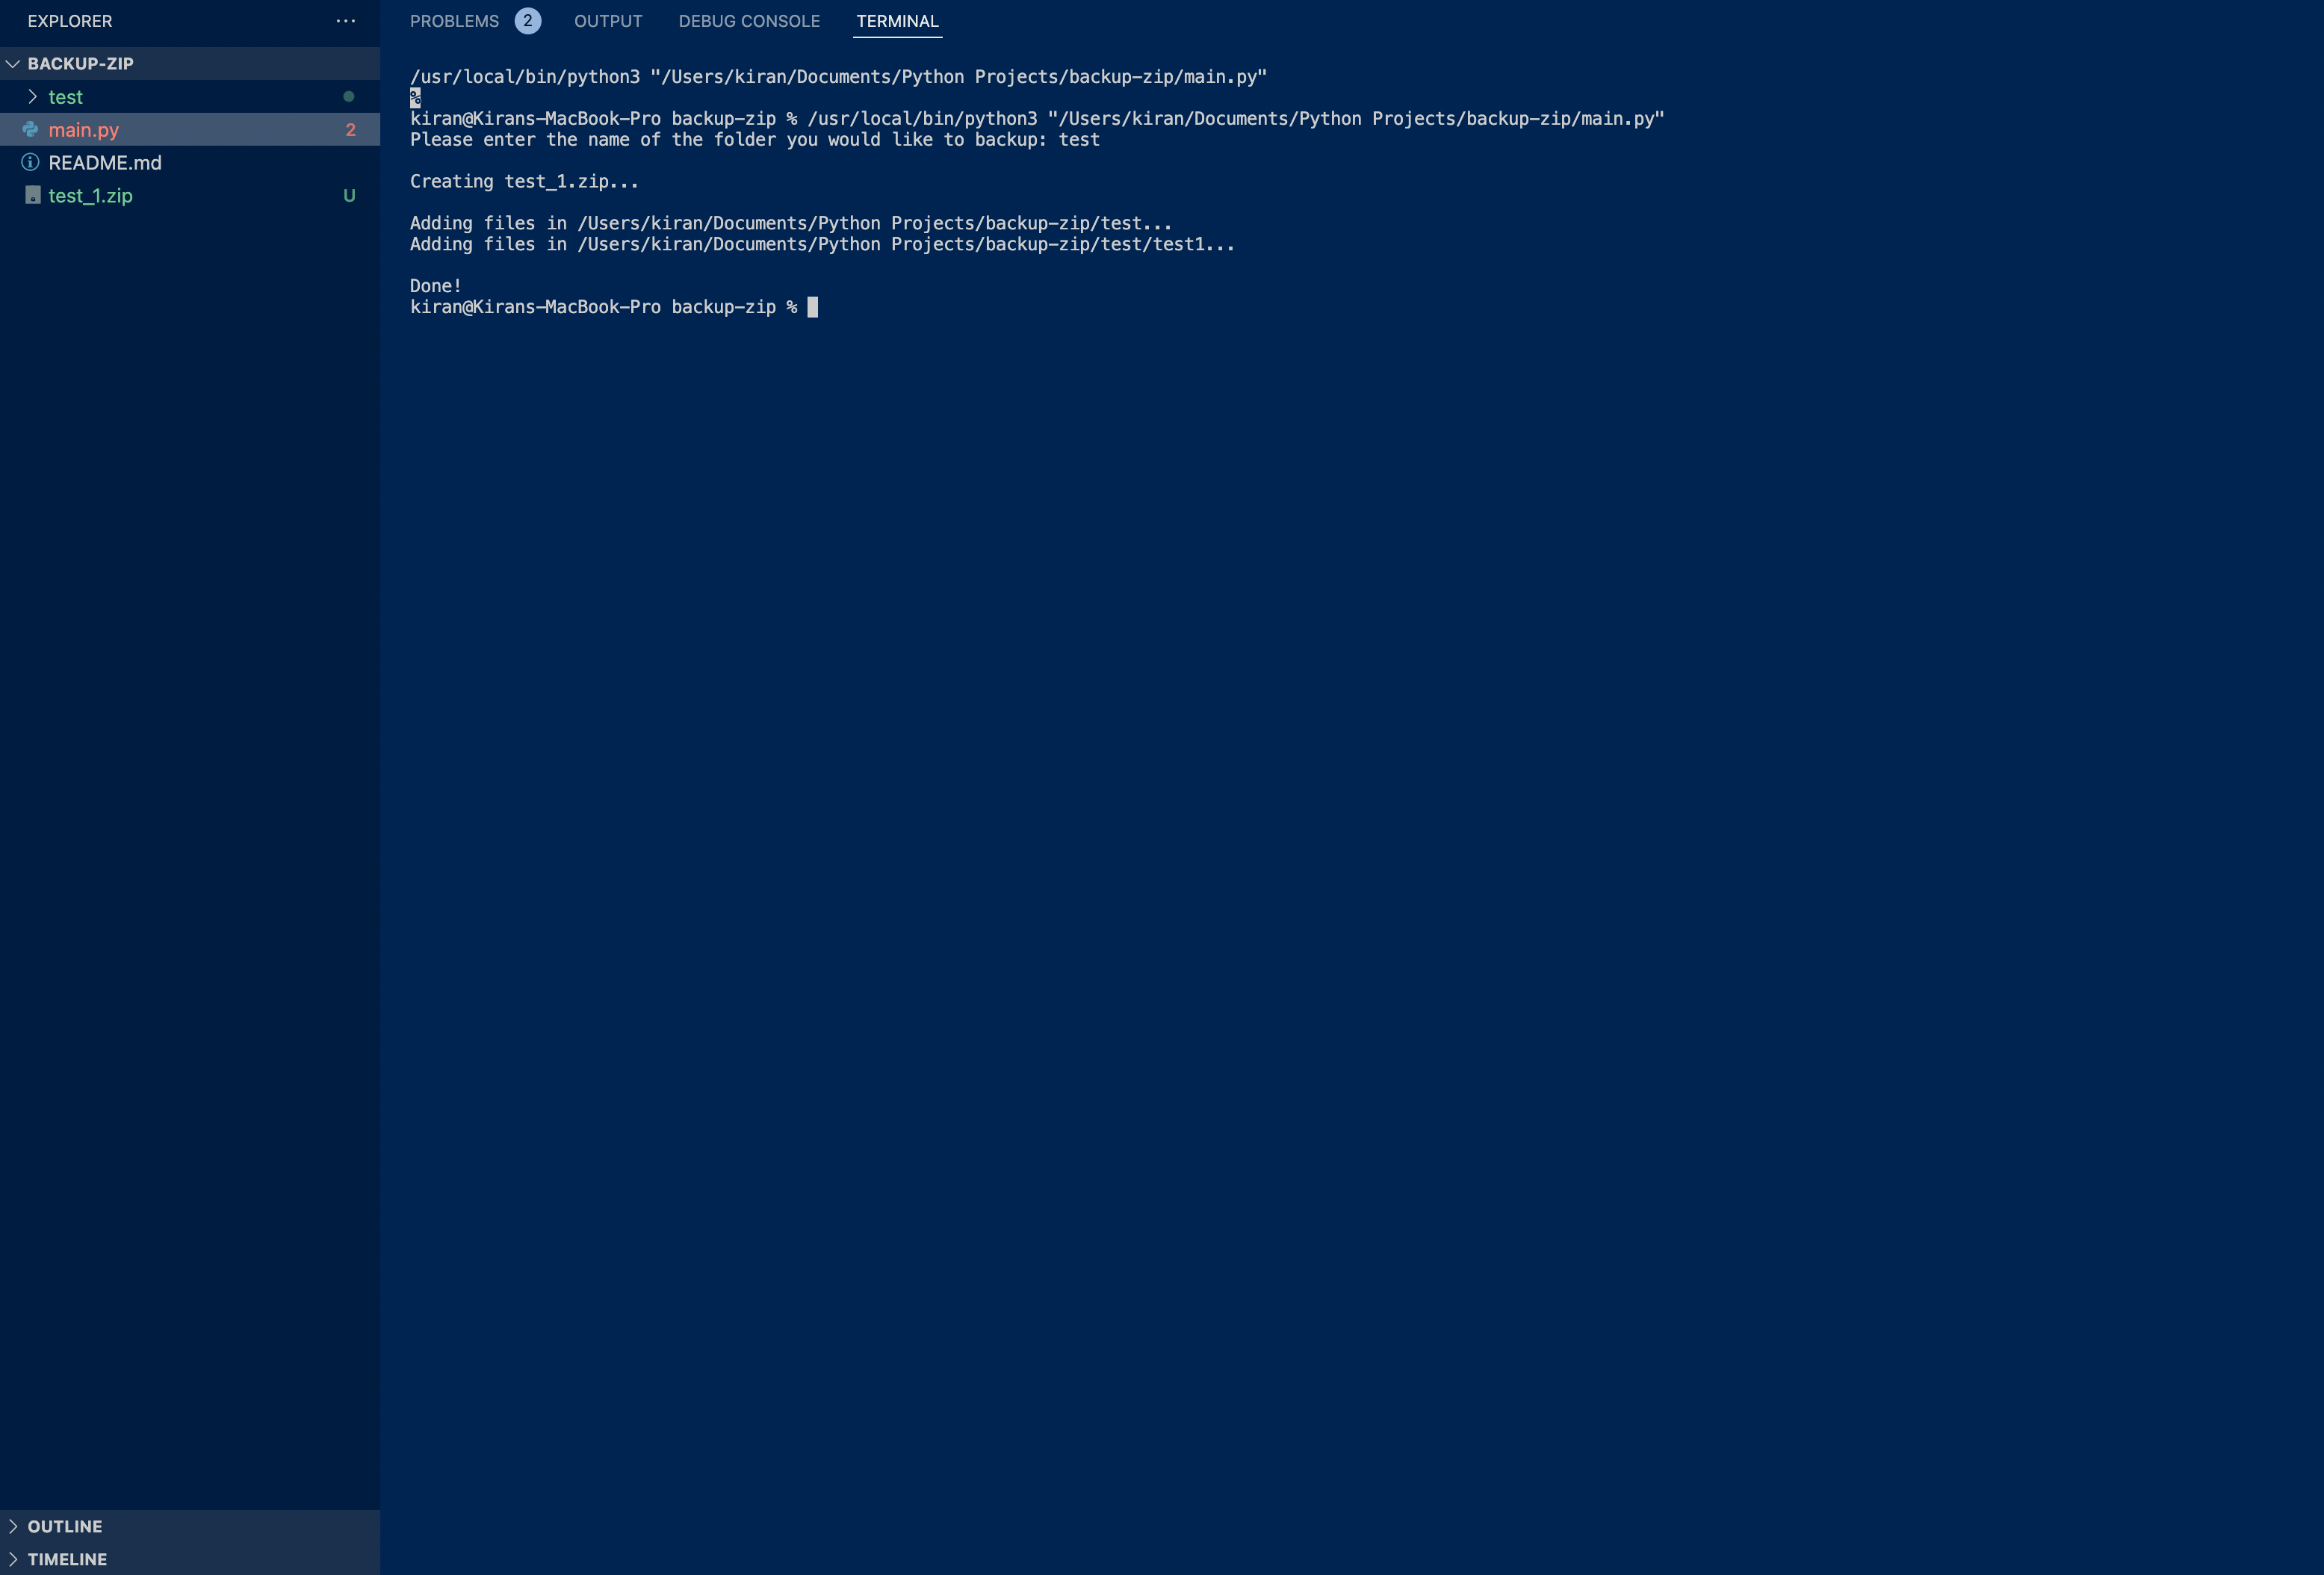 EXPLORER
PROBLEMS 2 OUTPUT DEBUG CONSOLE TERMINAL
BACKUP-ZIP
test
main.py 2
README.md
test_1.zip U
/usr/local/bin/python3 "/Users/kiran/Documents/Python Projects/backup-zip/main.py"
%
kiran@Kirans-MacBook-Pro backup-zip % /usr/local/bin/python3 "/Users/kiran/Documents/Python Projects/backup-zip/main.py"
Please enter the name of the folder you would like to backup: test
Creating test_1.zip...
Adding files in /Users/kiran/Documents/Python Projects/backup-zip/test...
Adding files in /Users/kiran/Documents/Python Projects/backup-zip/test/test1...
Done!
kiran@Kirans-MacBook-Pro backup-zip %
OUTLINE
TIMELINE